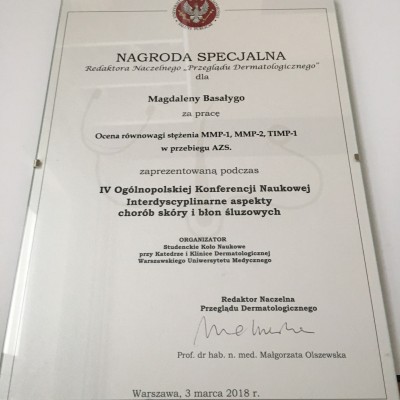 NAGRODA SPECJALNA
Redaktora Naczelnego „Przeglądu Dermatologicznego”
dla
Magdaleny Basałygo
za pracę
Ocena równowagi stężenia MMP-1, MMP-2, TIMP-1
w przebiegu AZS.
zaprezentowaną podczas
IV Ogólnopolskiej Konferencji Naukowej
Interdyscyplinarne aspekty
chorób skóry i błon śluzowych
ORGANIZATOR
Studenckie Koło Naukowe
przy Katedrze i Klinice Dermatologicznej
Warszawskiego Uniwersytetu Medycznego
Redaktor Naczelna
Przeglądu Dermatologicznego
Prof. dr hab. n. med. Małgorzata Olszewska
Warszawa, 3 marca 2018 r.